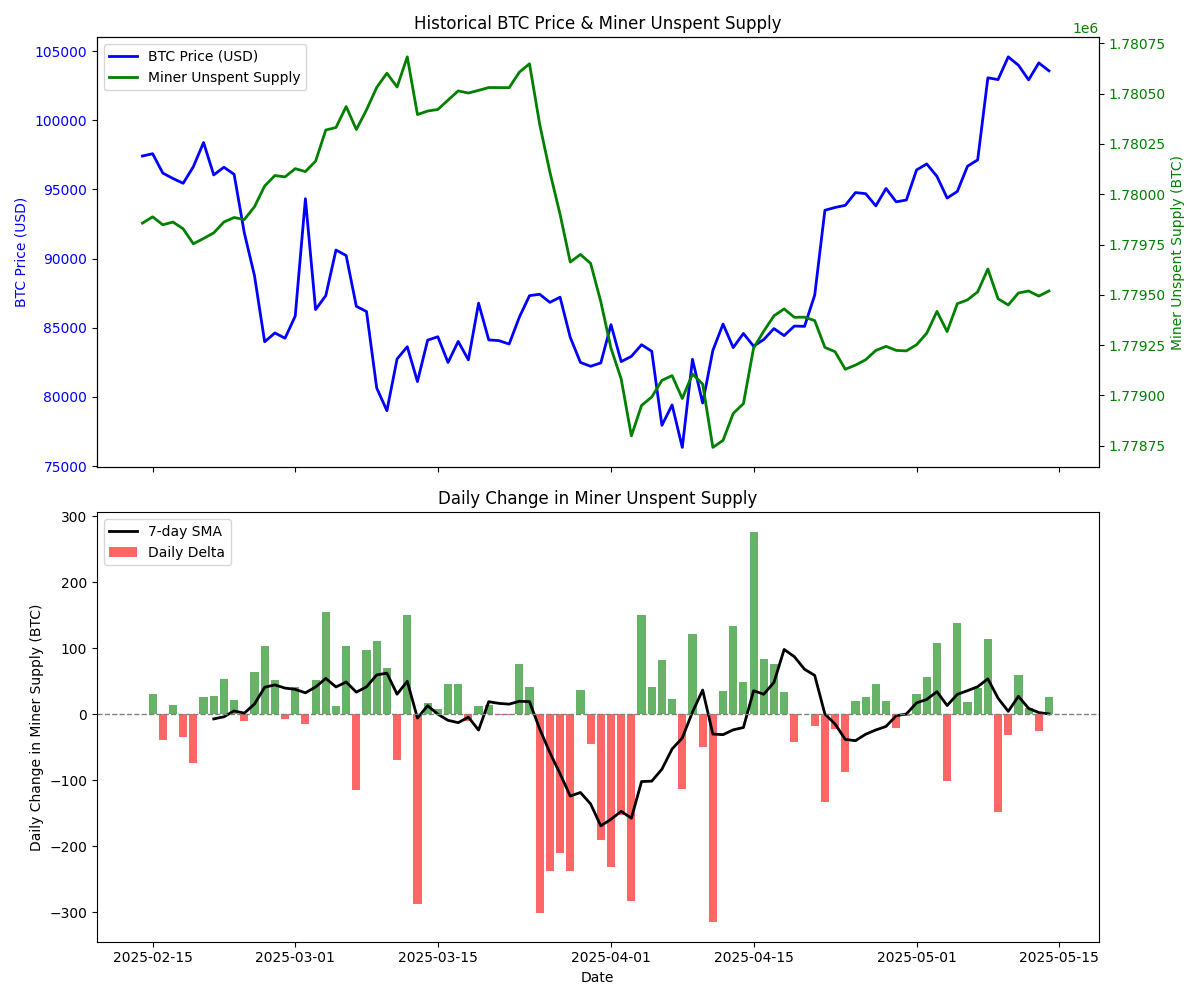 Historical BTC Price & Miner Unspent Supply
1e6
BTC Price (USD)
Miner Unspent Supply
105000
100000
95000
90000
85000
80000
75000
BTC Price (USD)
1.78075
1.78050
1.78025
1.78000
1.77975
1.77950
1.77925
1.77900
1.77875
Miner Unspent Supply (BTC)
Daily Change in Miner Unspent Supply
7-day SMA
Daily Delta
300
200
100
0
−100
−200
−300
Daily Change in Miner Supply (BTC)
2025-02-15
2025-03-01
2025-03-15
2025-04-01
2025-04-15
2025-05-01
2025-05-15
Date